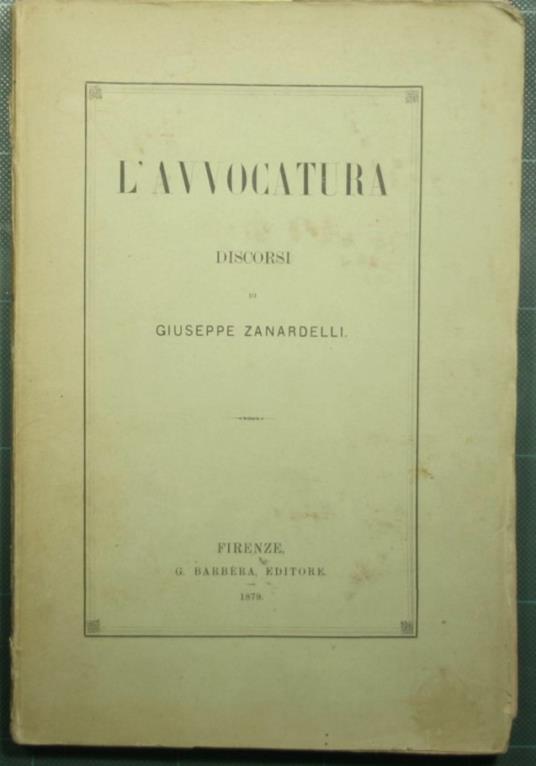 L'AVVOCATURA
DISCORSI
DI
GIUSEPPE ZANARDELLI.
FIRENZE,
G. BARBÈRA, EDITORE.
1879.